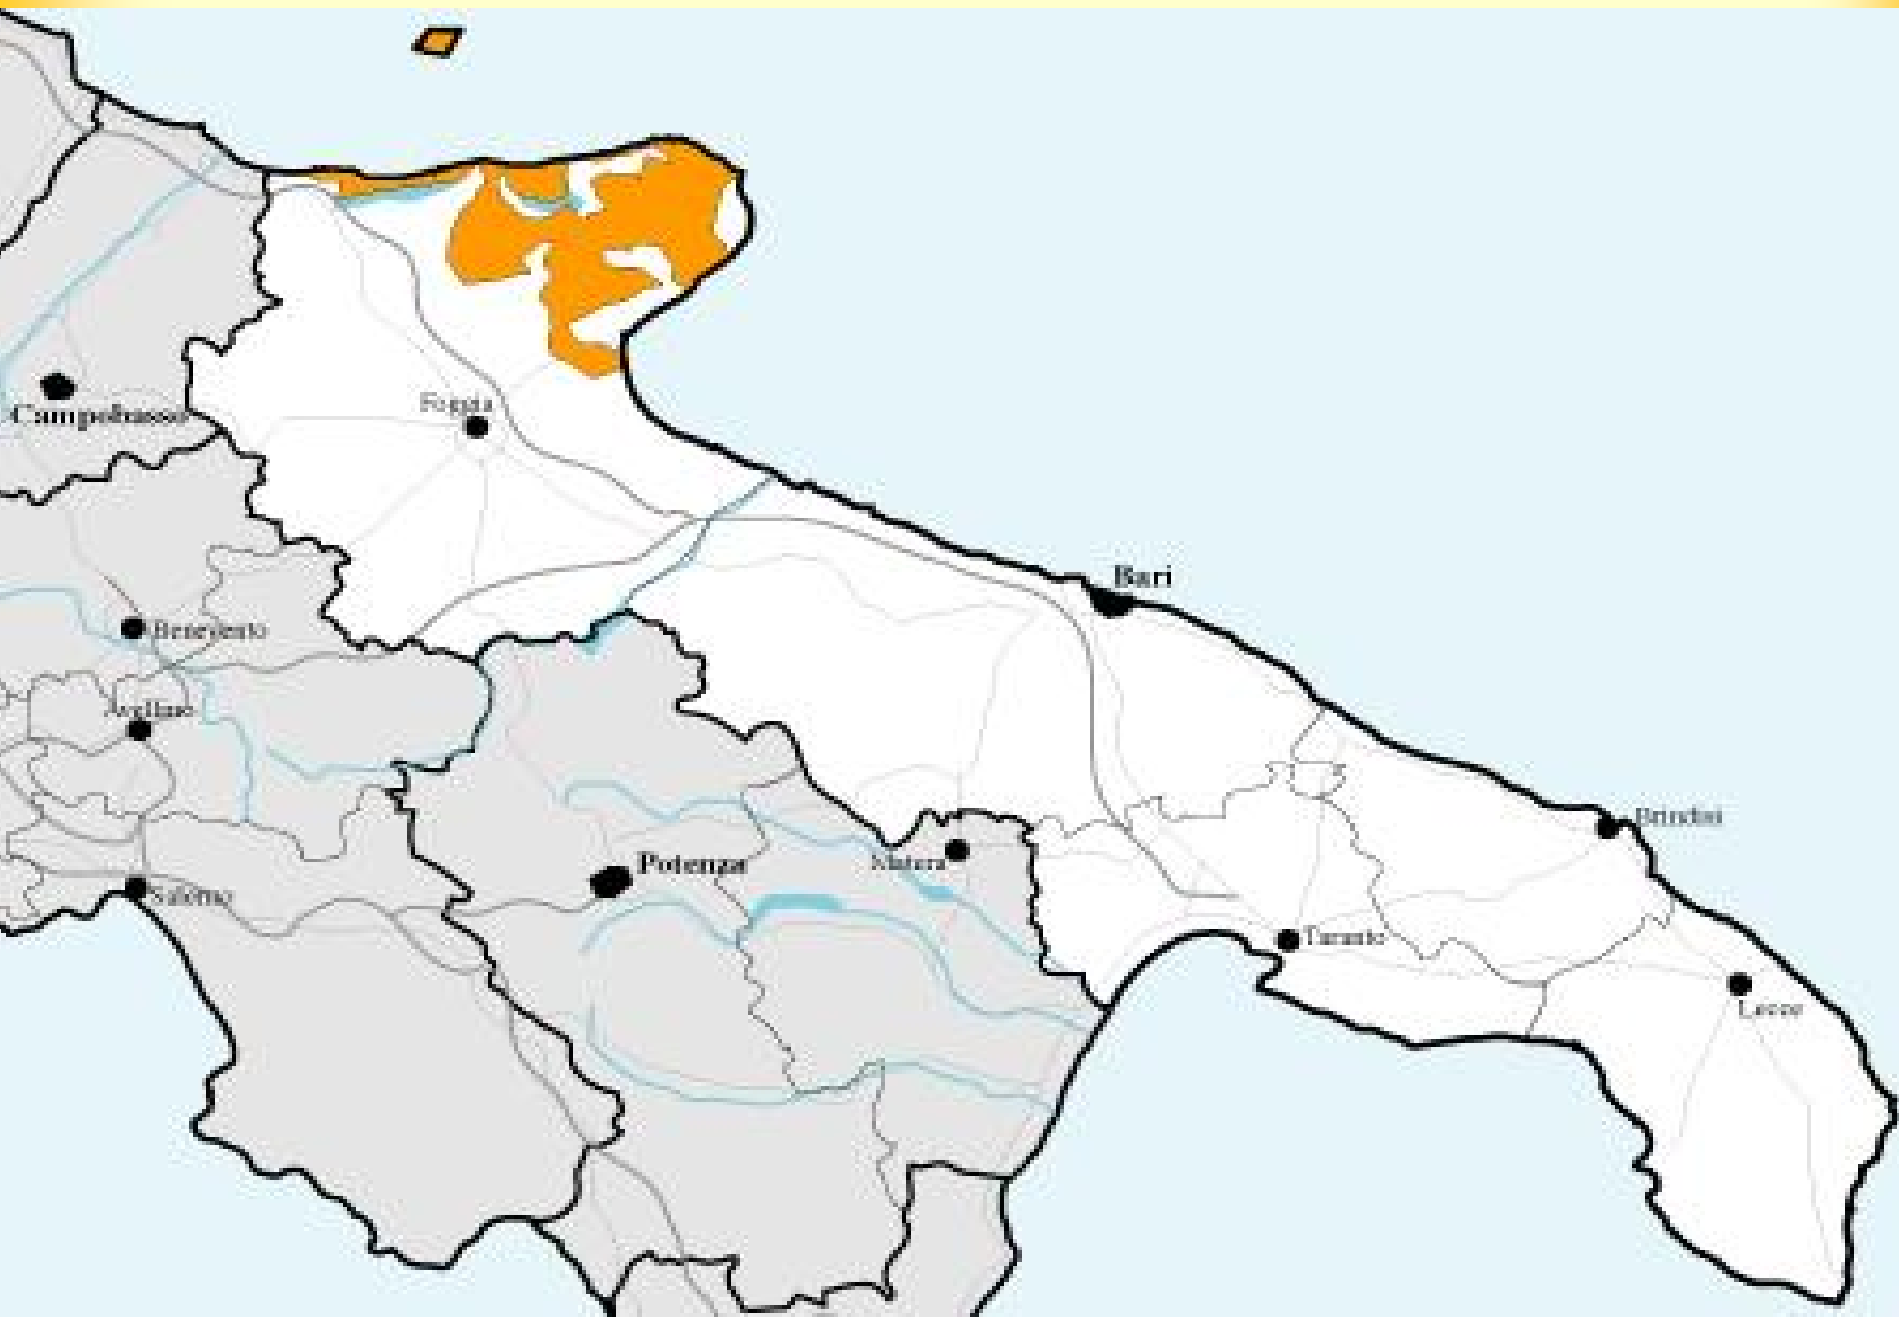 Foggia
Campobasso
Bari
Benevento
Avellino
Brindisi
Matera
Potenza
Salerno
Taranto
Lecce